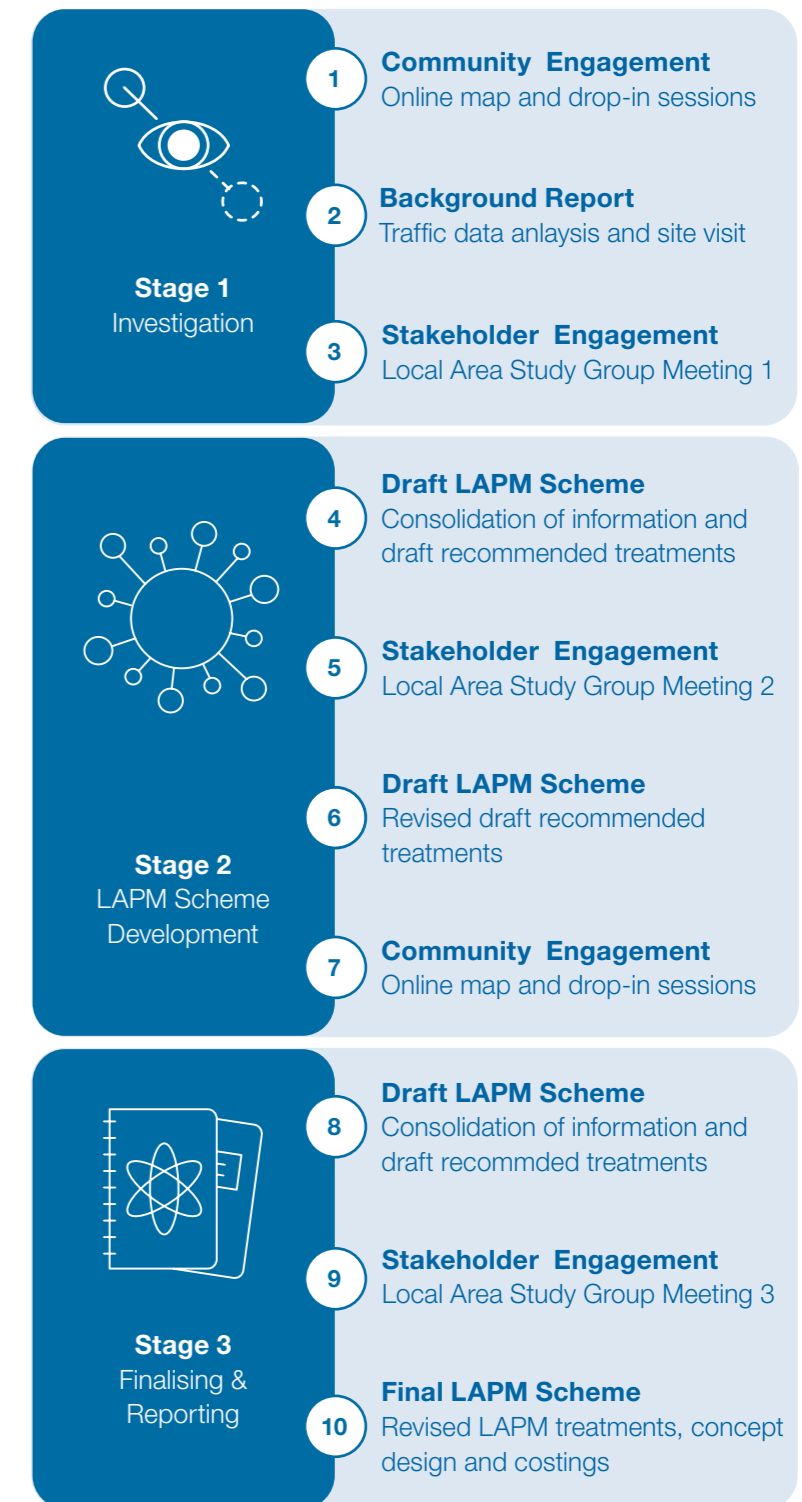 Stage 1
Investigation
1
Community Engagement
Online map and drop-in sessions
2
Background Report
Traffic data anlaysis and site visit
3
Stakeholder Engagement
Local Area Study Group Meeting 1
Stage 2
LAPM Scheme
Development
4
Draft LAPM Scheme
Consolidation of information and
draft recommended treatments
5
Stakeholder Engagement
Local Area Study Group Meeting 2
6
Draft LAPM Scheme
Revised draft recommended
treatments
7
Community Engagement
Online map and drop-in sessions
Stage 3
Finalising &
Reporting
8
Draft LAPM Scheme
Consolidation of information and
draft recommded treatments
9
Stakeholder Engagement
Local Area Study Group Meeting 3
10
Final LAPM Scheme
Revised LAPM treatments, concept
design and costings